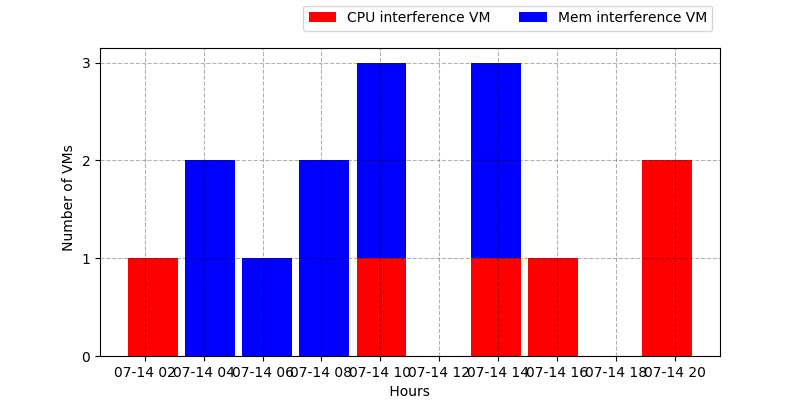 CPU interference VM Mem interference VM
3
2
1
0
Number of VMs
07-14 02 07-14 04 07-14 06 07-14 08 07-14 10 07-14 12 07-14 14 07-14 16 07-14 18 07-14 20
Hours